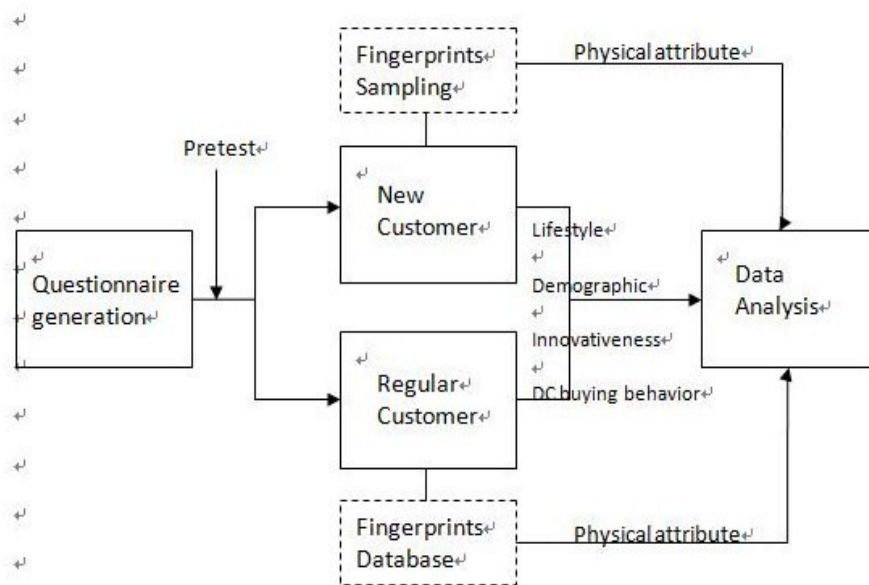 Fingerprints
Sampling
Physical attribute
Pretest
New
Customer
Lifestyle
Demographic
Innovativeness
DC buying behavior
Questionnaire
generation
Data
Analysis
Regular
Customer
Fingerprints
Database
Physical attribute